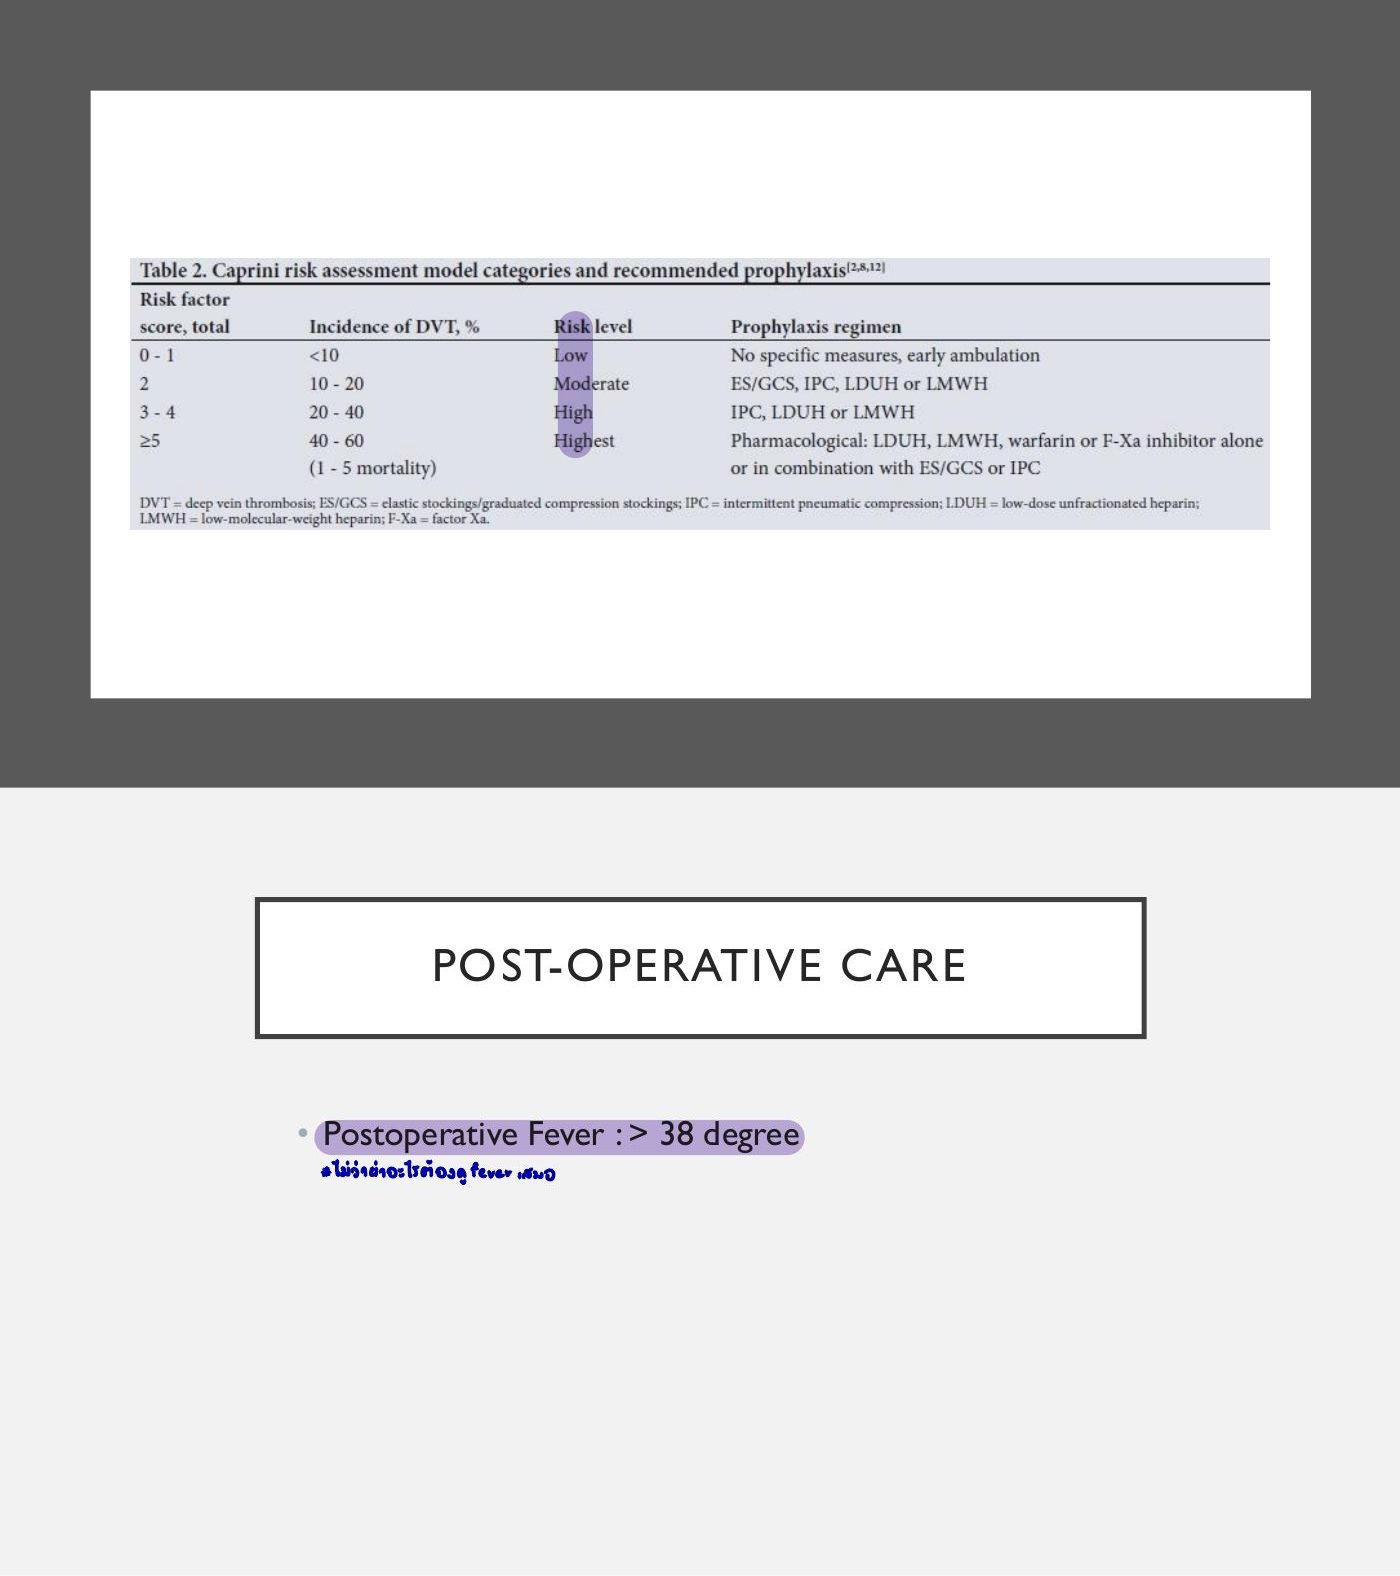 Table 2. Caprini risk assessment model categories and recommended prophylaxis[2,8,12]
Risk factor
score, total Incidence of DVT, % Risk level Prophylaxis regimen
0 - 1 <10 Low No specific measures, early ambulation
2 10 - 20 Moderate ES/GCS, IPC, LDUH or LMWH
3 - 4 20 - 40 High IPC, LDUH or LMWH
≥5 40 - 60 Highest Pharmacological: LDUH, LMWH, warfarin or F-Xa inhibitor alone
(1 - 5 mortality) or in combination with ES/GCS or IPC
DVT = deep vein thrombosis; ES/GCS = elastic stockings/graduated compression stockings; IPC = intermittent pneumatic compression; LDUH = low-dose unfractionated heparin;
LMWH = low-molecular-weight heparin; F-Xa = factor Xa.
POST-OPERATIVE CARE
• Postoperative Fever : > 38 degree
*ไม่ว่าผ่าอะไรต้องดู fever เสมอ